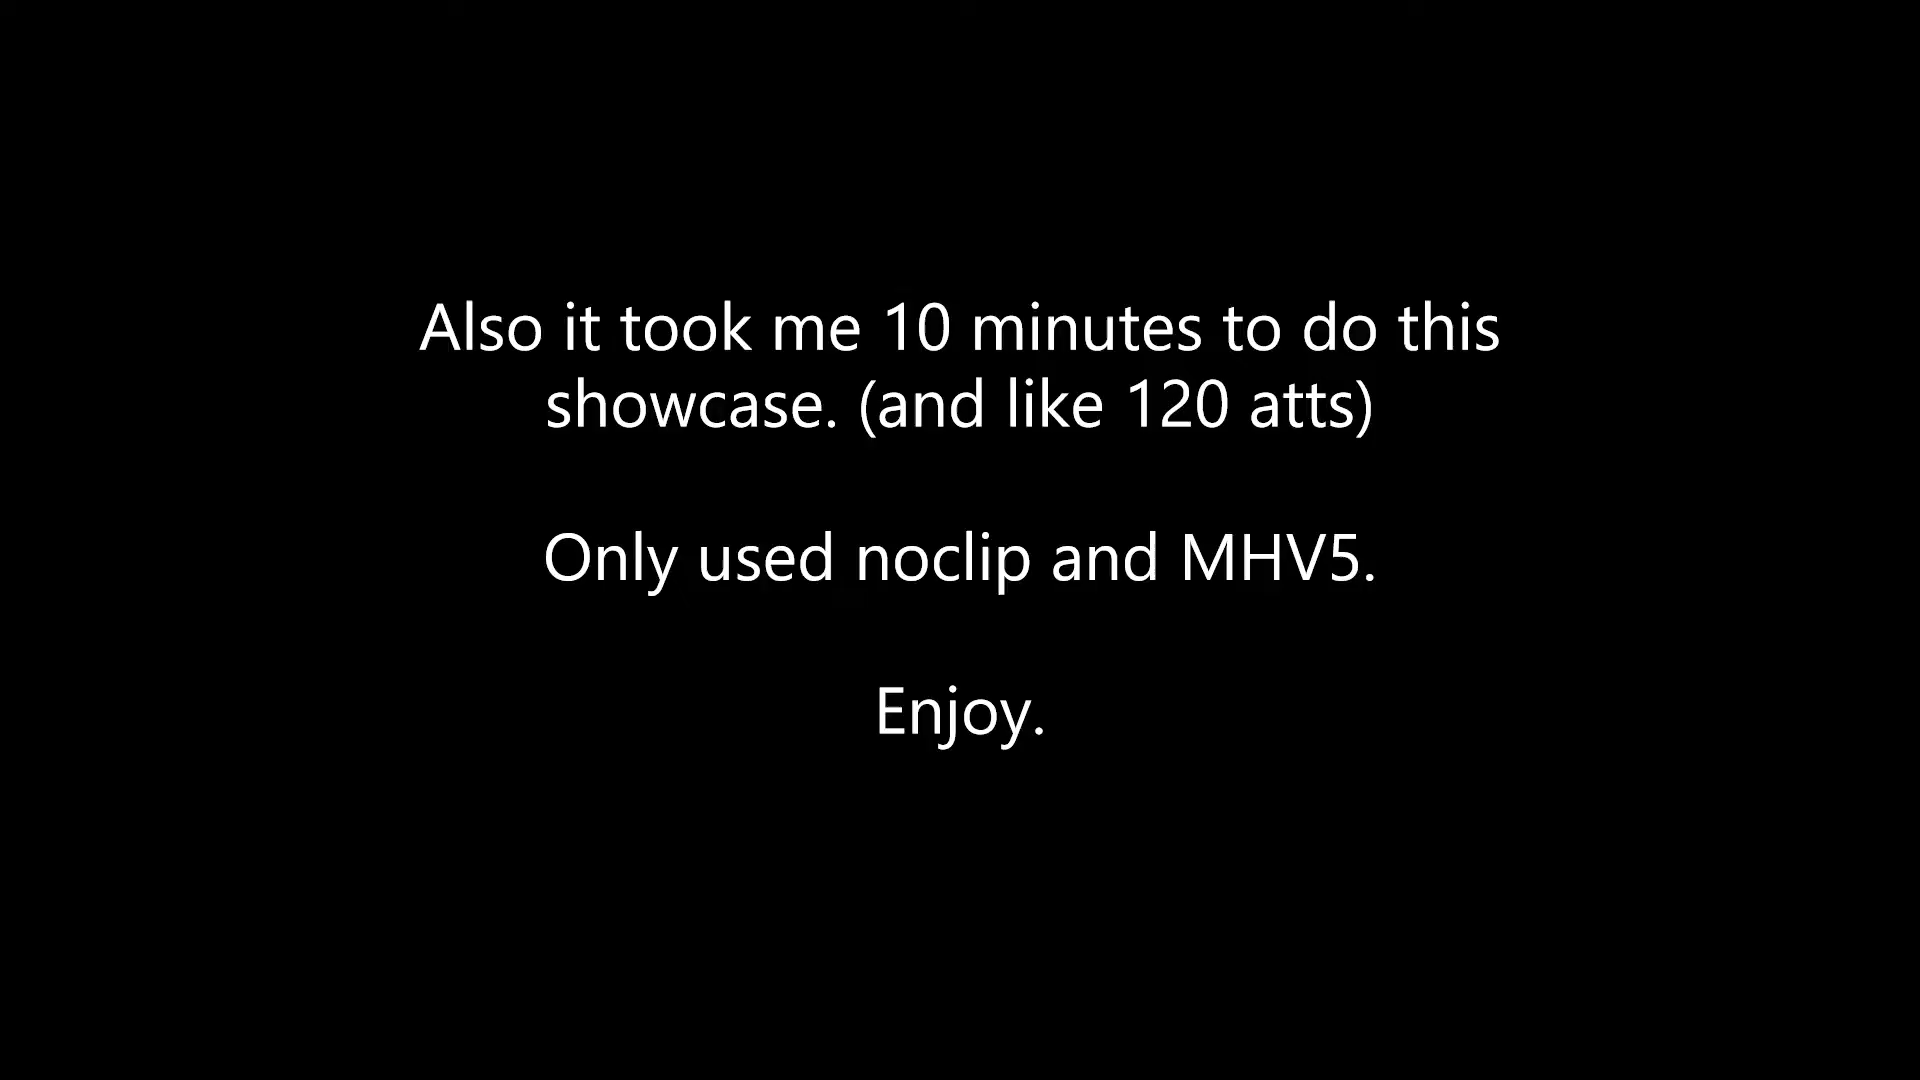 Also it took me 10 minutes to do this
showcase. (and like 120 atts)
Only used noclip and MHV5.
Enjoy.